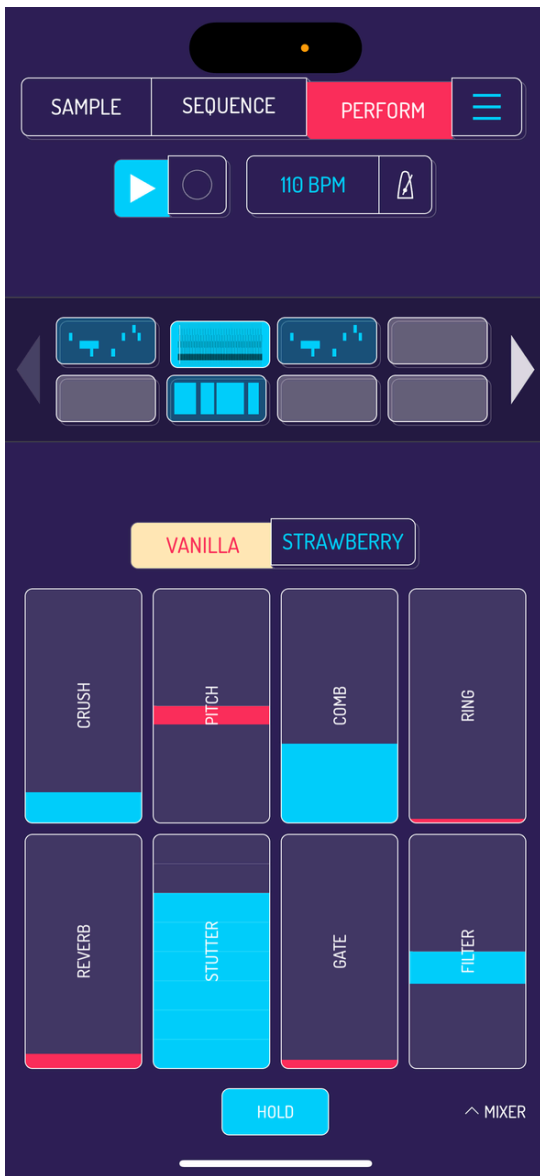 SAMPLE SEQUENCE PERFORM
110 BPM
VANILLA STRAWBERRY
CRUSH PITCH COMB RING
REVERB STUTTER GATE FILTER
HOLD MIXER